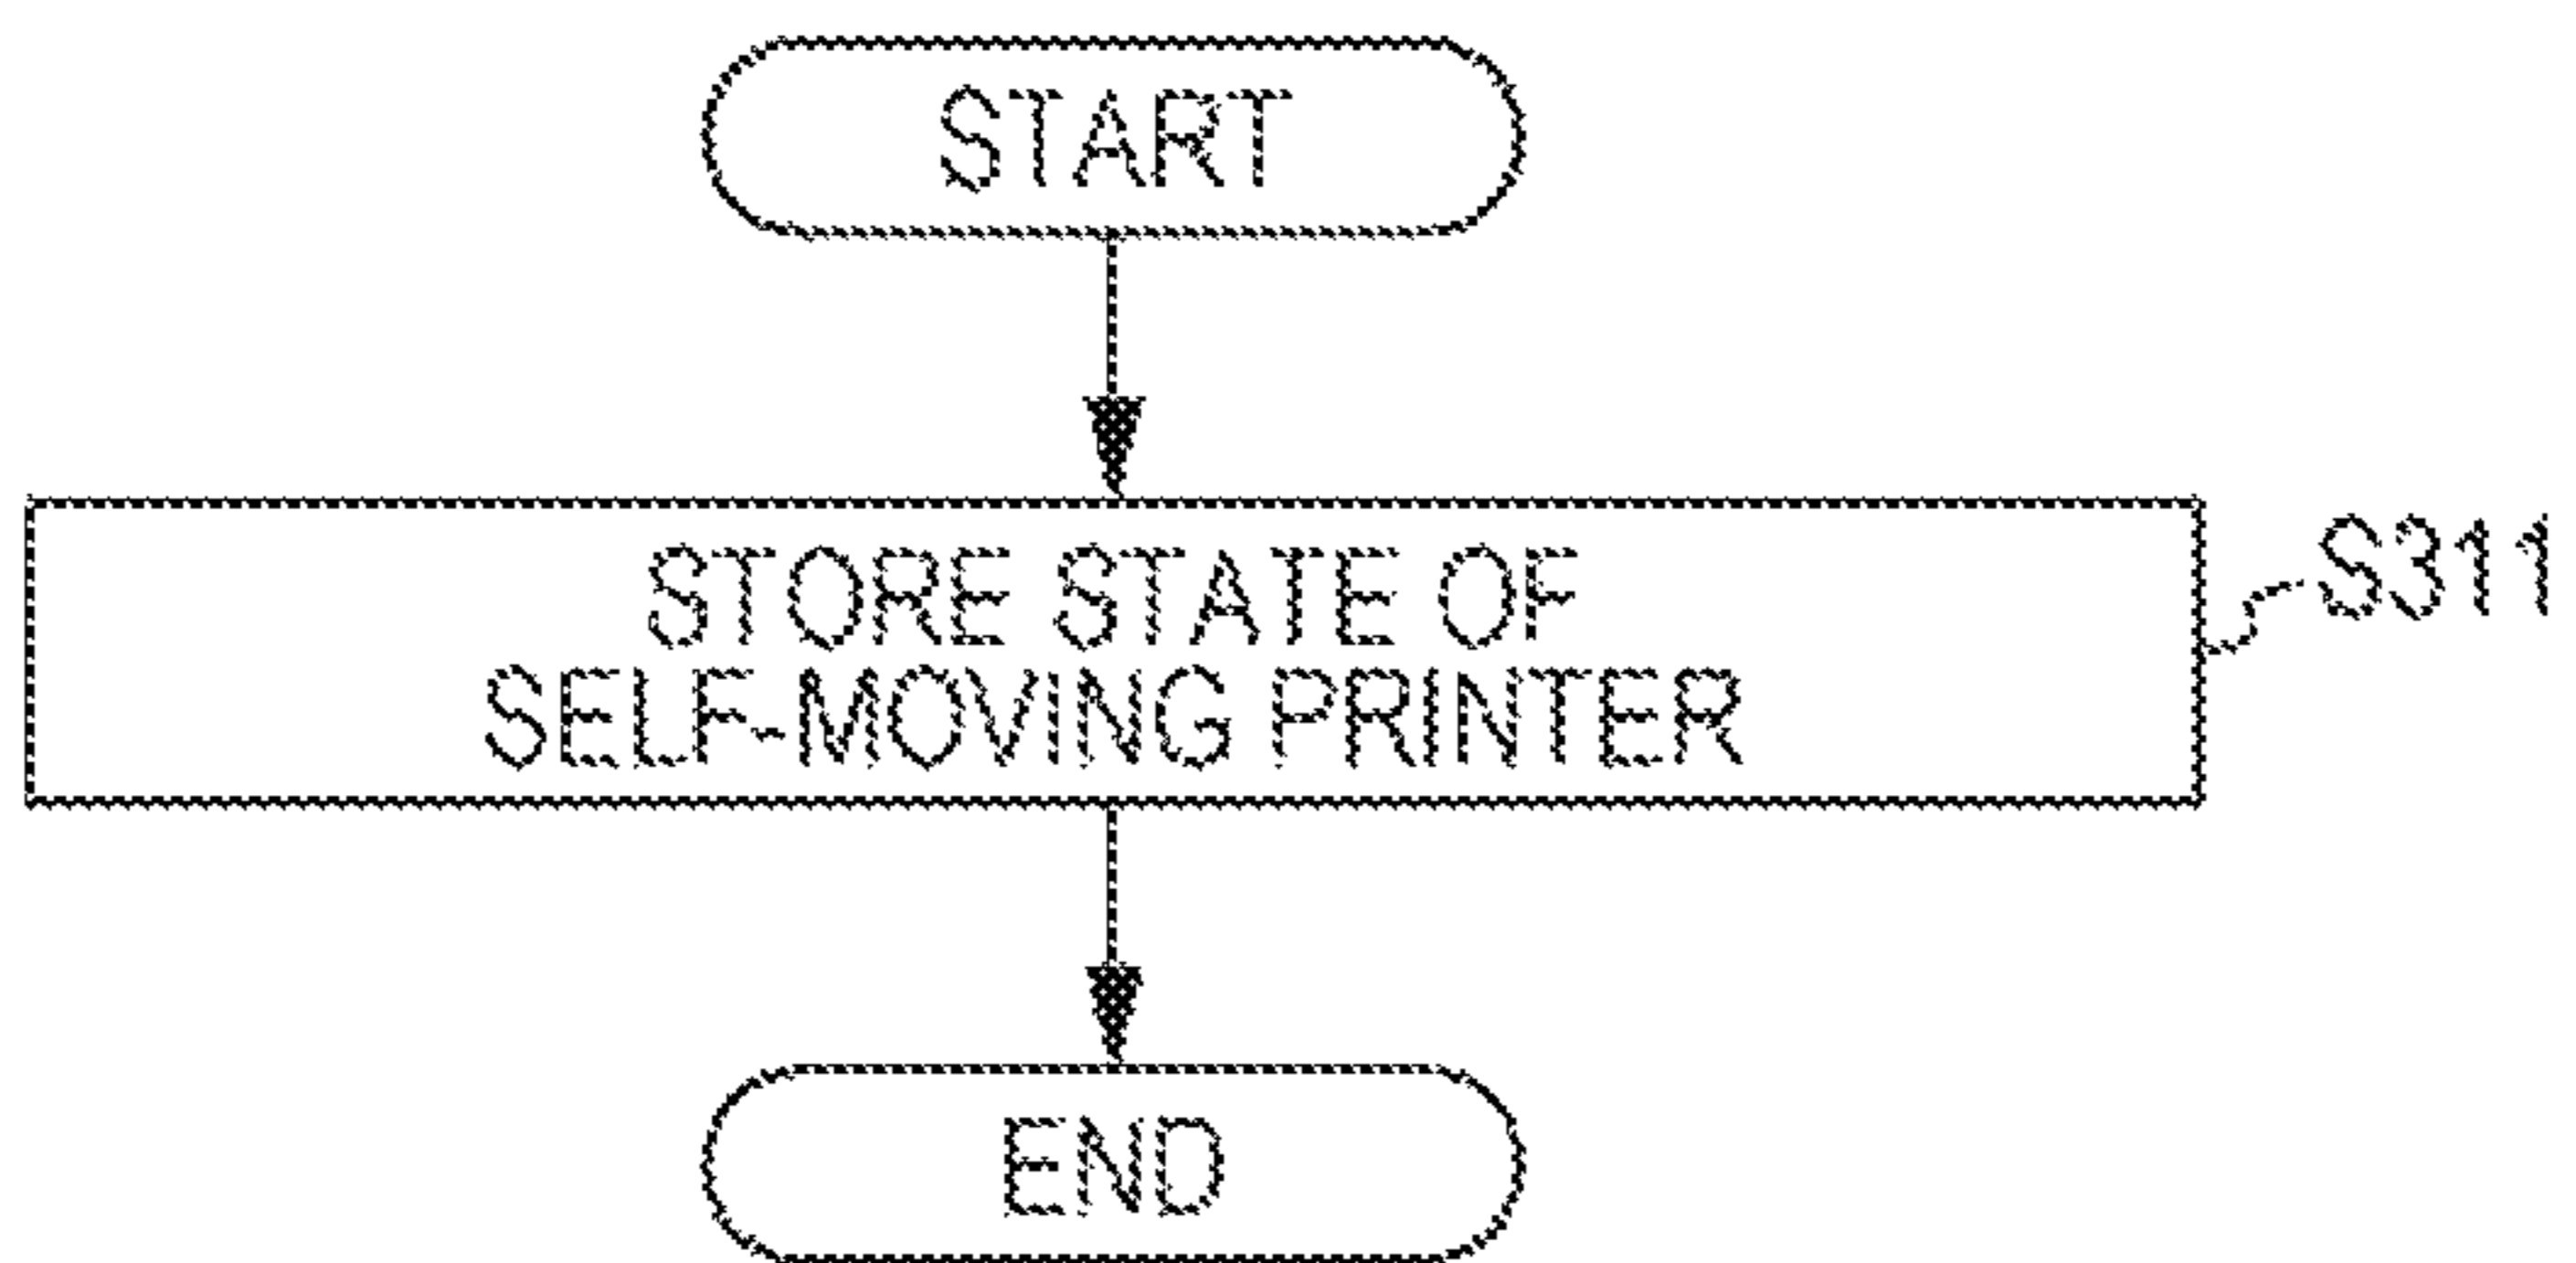 START
STORE STATE OF
SELF-MOVING PRINTER
S311
END